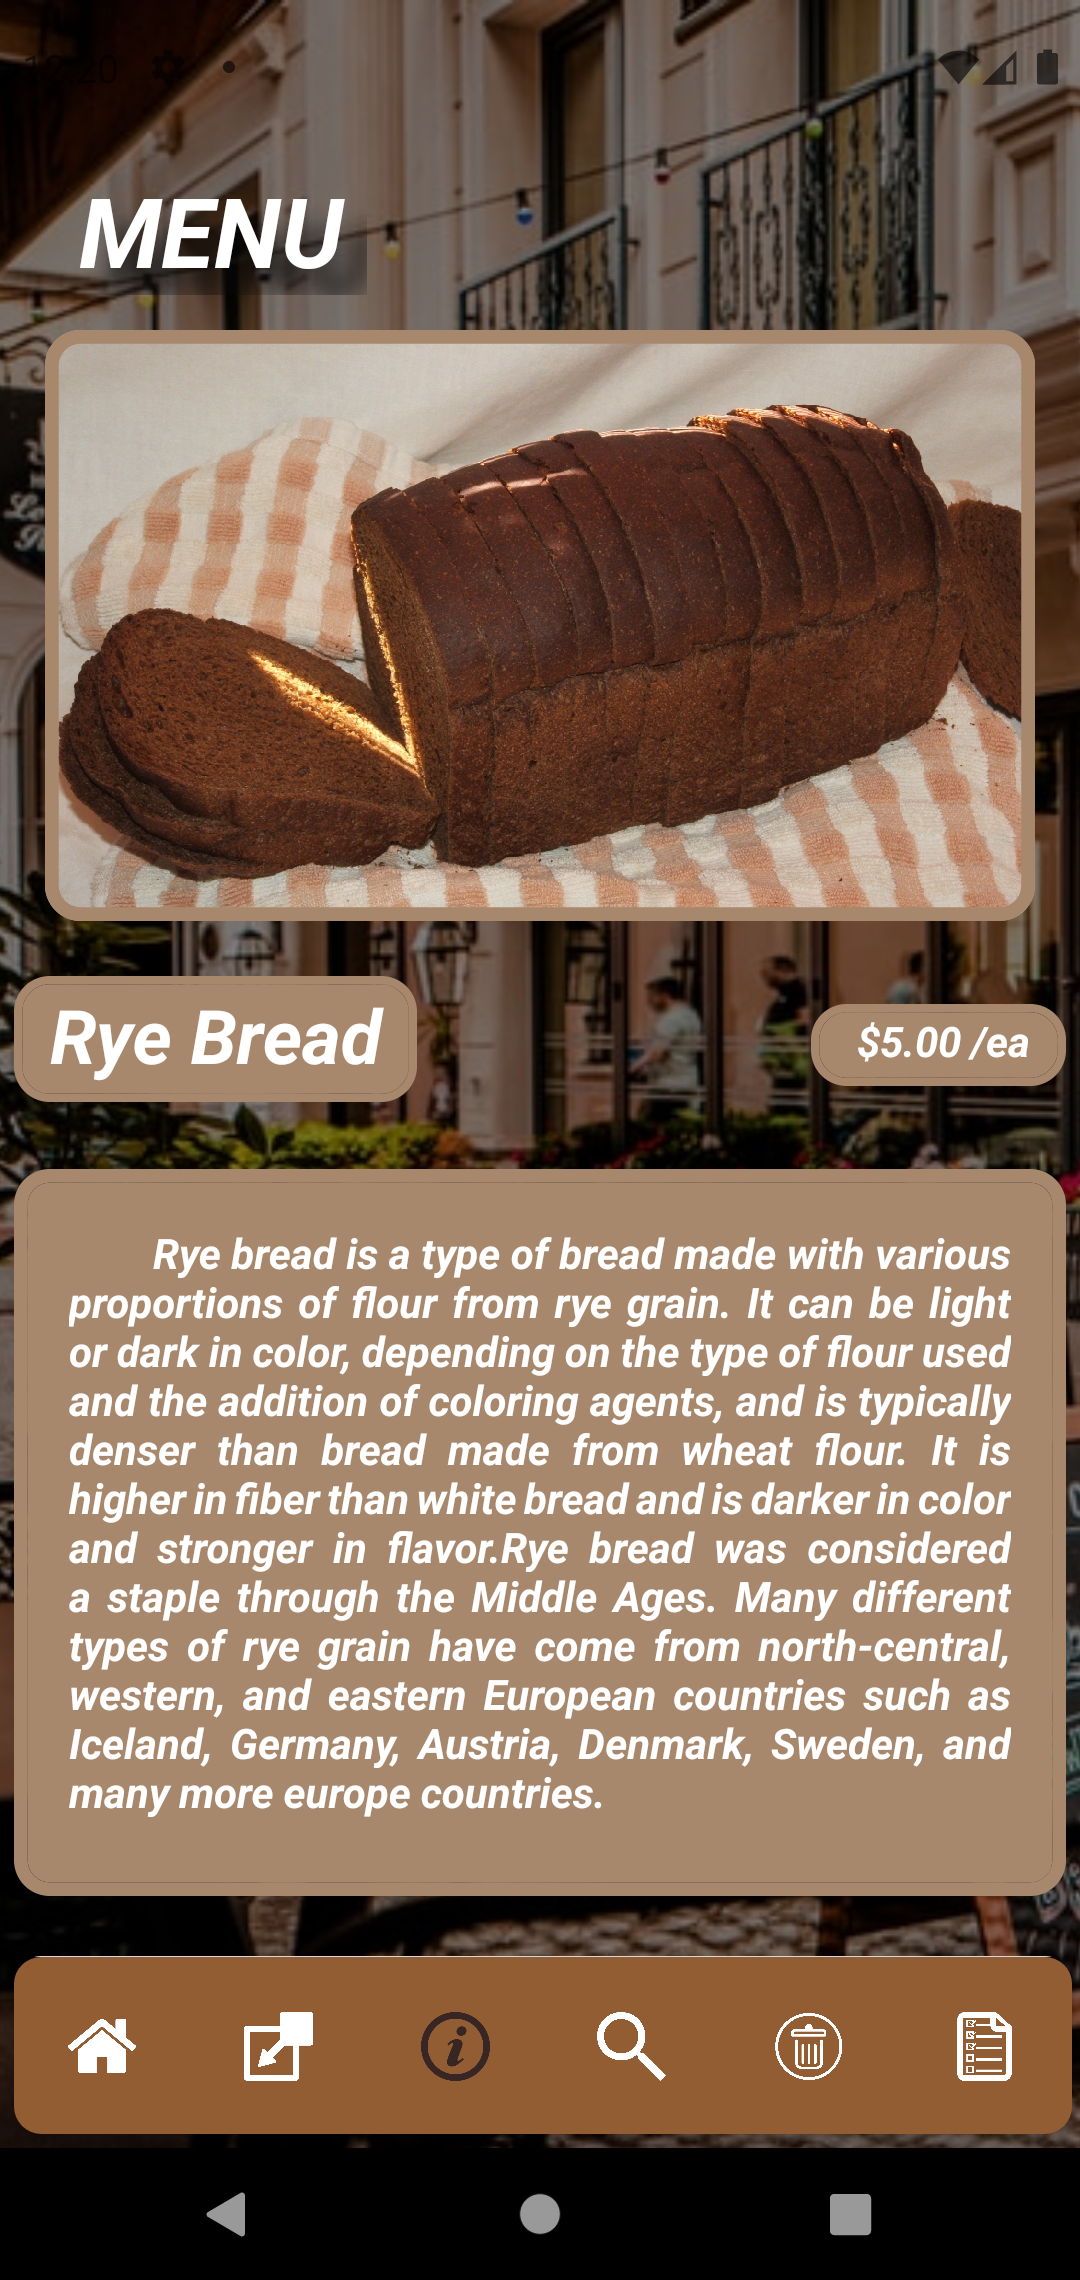 12:20
MENU
Rye Bread
$5.00 /ea
Rye bread is a type of bread made with various
proportions of flour from rye grain. It can be light
or dark in color, depending on the type of flour used
and the addition of coloring agents, and is typically
denser than bread made from wheat flour. It is
higher in fiber than white bread and is darker in color
and stronger in flavor.Rye bread was considered
a staple through the Middle Ages. Many different
types of rye grain have come from north-central,
western, and eastern European countries such as
Iceland, Germany, Austria, Denmark, Sweden, and
many more europe countries.